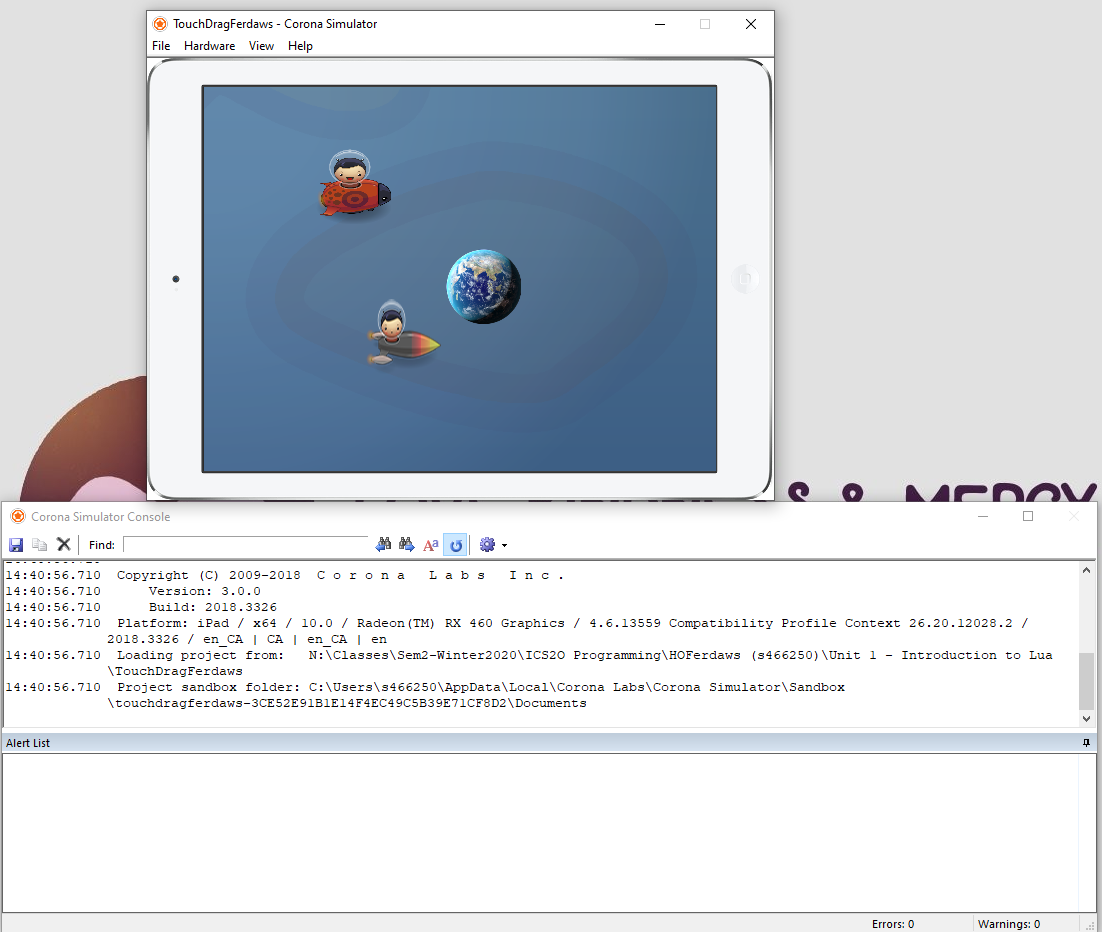 TouchDragFerdaws - Corona Simulator
File Hardware View Help
Corona Simulator Console
Find:
14:40:56.710 Copyright (C) 2009-2018 C o r o n a L a b s I n c .
14:40:56.710 Version: 3.0.0
14:40:56.710 Build: 2018.3326
14:40:56.710 Platform: iPad / x64 / 10.0 / Radeon(TM) RX 460 Graphics / 4.6.13559 Compatibility Profile Context 26.20.12028.2 /
2018.3326 / en_CA | CA | en_CA | en
14:40:56.710 Loading project from: N:\Classes\Sem2-Winter2020\ICS2O Programming\HOFerdaws (s466250)\Unit 1 - Introduction to Lua
\TouchDragFerdaws
14:40:56.710 Project sandbox folder: C:\Users\s466250\AppData\Local\Corona Labs\Corona Simulator\Sandbox
\touchdragferdaws-3CE52E91B1E14F4EC49C5B39E71CF8D2\Documents
Alert List
Errors: 0 Warnings: 0